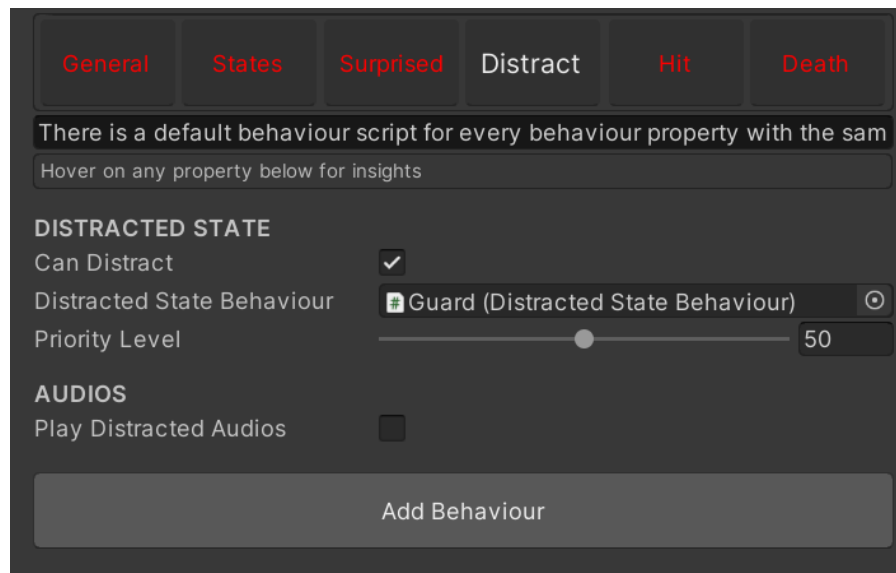 General States Surprised Distract Hit Death
There is a default behaviour script for every behaviour property with the sam
Hover on any property below for insights
DISTRACTED STATE
Can Distract
Distracted State Behaviour # Guard (Distracted State Behaviour)
Priority Level 50
AUDIOS
Play Distracted Audios
Add Behaviour